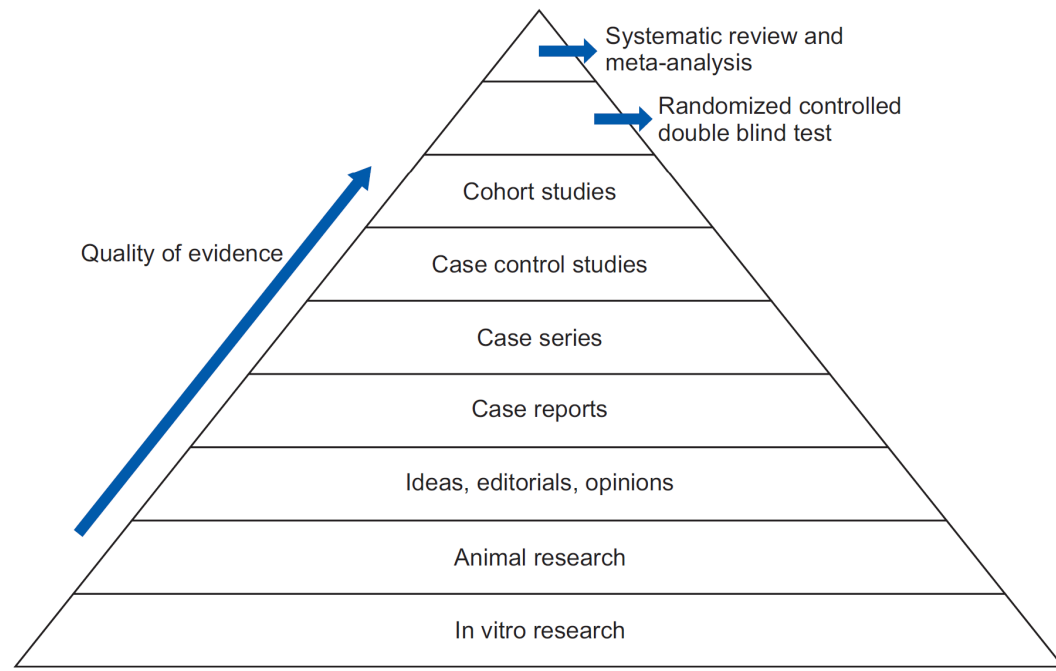 Systematic review and
meta-analysis
Randomized controlled
double blind test
Cohort studies
Quality of evidence
Case control studies
Case series
Case reports
Ideas, editorials, opinions
Animal research
In vitro research